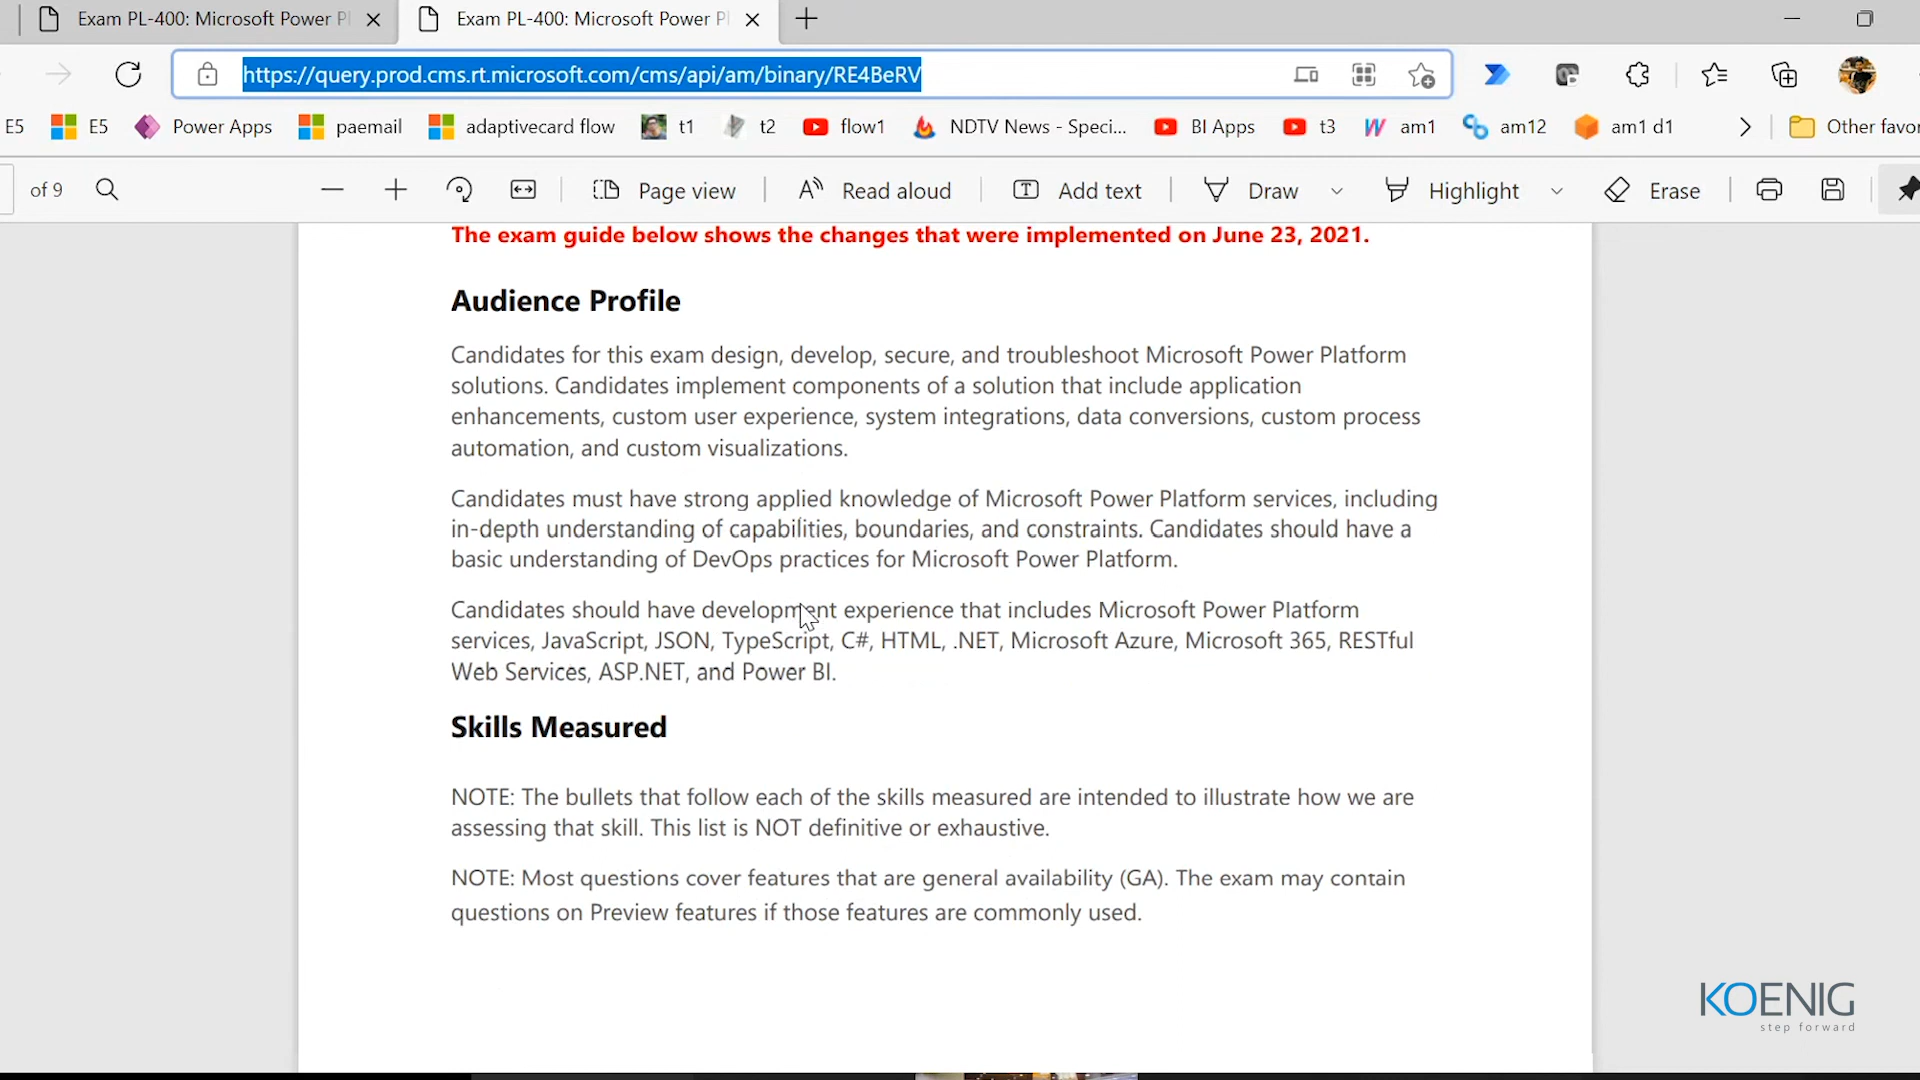 Exam PL-400: Microsoft Power P
Exam PL-400: Microsoft Power P
https://query.prod.cms.rt.microsoft.com/cms/api/am/binary/RE4BeRV
E5
E5
Power Apps
paemail
adaptivecard flow
t1
t2
flow1
NDTV News - Speci...
BI Apps
t3
am1
am12
am1 d1
Other favor
of 9
Page view
Read aloud
Add text
Draw
Highlight
Erase
The exam guide below shows the changes that were implemented on June 23, 2021.
Audience Profile
Candidates for this exam design, develop, secure, and troubleshoot Microsoft Power Platform
solutions. Candidates implement components of a solution that include application
enhancements, custom user experience, system integrations, data conversions, custom process
automation, and custom visualizations.
Candidates must have strong applied knowledge of Microsoft Power Platform services, including
in-depth understanding of capabilities, boundaries, and constraints. Candidates should have a
basic understanding of DevOps practices for Microsoft Power Platform.
Candidates should have development experience that includes Microsoft Power Platform
services, JavaScript, JSON, TypeScript, C#, HTML, .NET, Microsoft Azure, Microsoft 365, RESTful
Web Services, ASP.NET, and Power BI.
Skills Measured
NOTE: The bullets that follow each of the skills measured are intended to illustrate how we are
assessing that skill. This list is NOT definitive or exhaustive.
NOTE: Most questions cover features that are general availability (GA). The exam may contain
questions on Preview features if those features are commonly used.
KOENIG
step forward